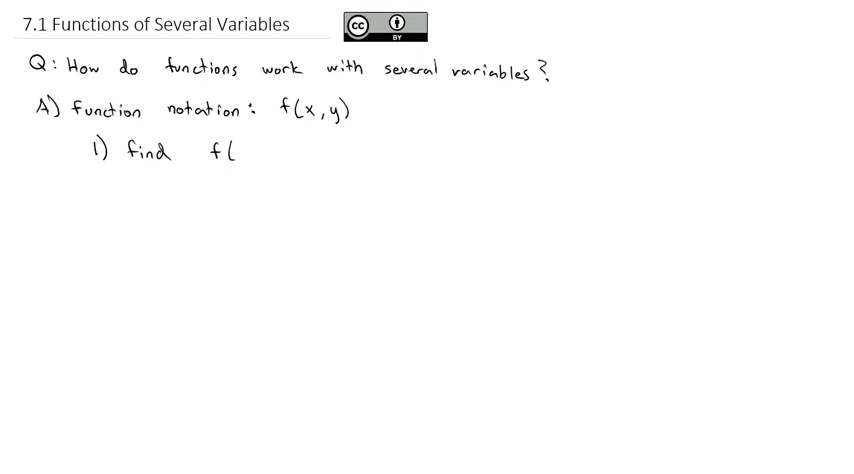 7.1 Functions of Several Variables
cc BY
Q: How do functions work with several variables?
A) function notation: f(x,y)
1) find f(